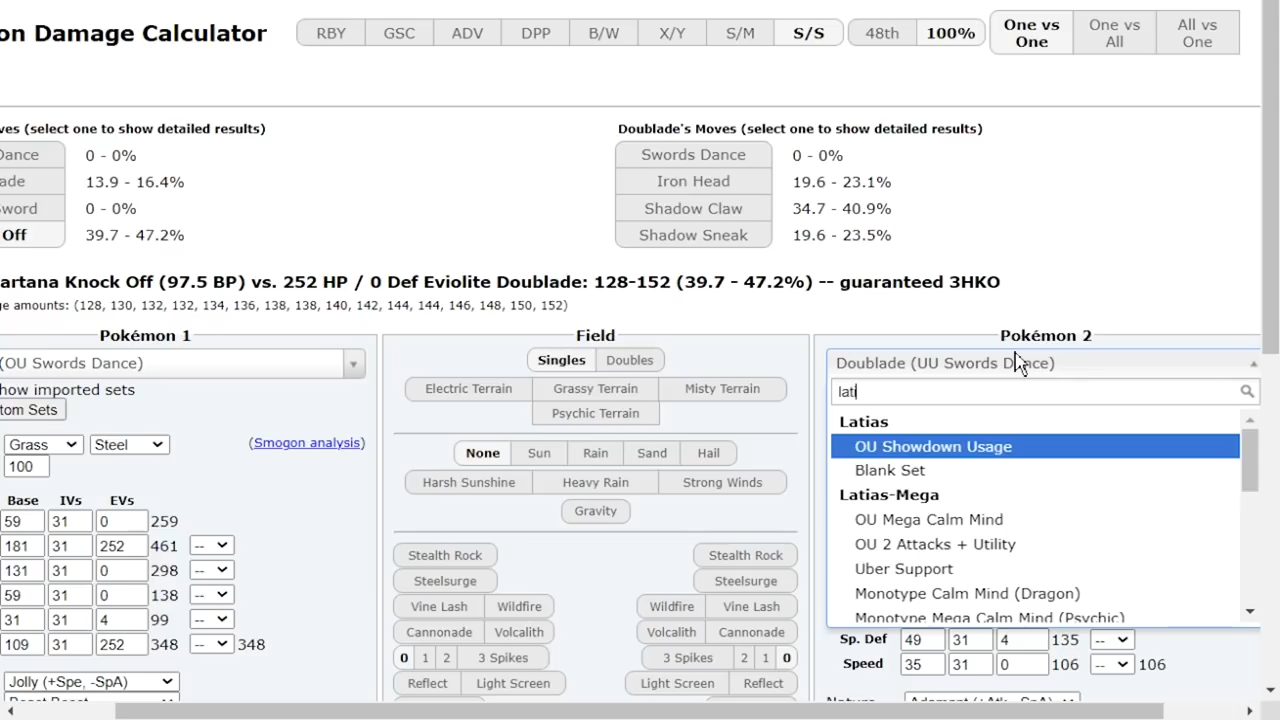 on Damage Calculator
RBY GSC ADV DPP B/W X/Y S/M S/S 48th 100%
One vs One
One vs All
All vs One
ves (select one to show detailed results)
Dance 0 - 0%
ade 13.9 - 16.4%
word 0 - 0%
Off 39.7 - 47.2%
Doublade's Moves (select one to show detailed results)
Swords Dance 0 - 0%
Iron Head 19.6 - 23.1%
Shadow Claw 34.7 - 40.9%
Shadow Sneak 19.6 - 23.5%
artana Knock Off (97.5 BP) vs. 252 HP / 0 Def Eviolite Doublade: 128-152 (39.7 - 47.2%) -- guaranteed 3HKO
ge amounts: (128, 130, 132, 132, 134, 136, 138, 138, 140, 142, 144, 144, 146, 148, 150, 152)
Pokémon 1
(OU Swords Dance)
how imported sets
tom Sets
Grass Steel (Smogon analysis)
100
Base IVs EVs
59 31 0 259
181 31 252 461 --
131 31 0 298 --
59 31 0 138 --
31 31 4 99 --
109 31 252 348 -- 348
Jolly (+Spe, -SpA)
Field
Singles Doubles
Electric Terrain Grassy Terrain Misty Terrain
Psychic Terrain
None Sun Rain Sand Hail
Harsh Sunshine Heavy Rain Strong Winds
Gravity
Stealth Rock Stealth Rock
Steelsurge Steelsurge
Vine Lash Wildfire Wildfire Vine Lash
Cannonade Volcalith Volcalith Cannonade
0 1 2 3 Spikes 3 Spikes 2 1 0
Reflect Light Screen Light Screen Reflect
Pokémon 2
Doublade (UU Swords Dance)
lati
Latias
OU Showdown Usage
Blank Set
Latias-Mega
OU Mega Calm Mind
OU 2 Attacks + Utility
Uber Support
Monotype Calm Mind (Dragon)
Monotype Mega Calm Mind (Psychic)
Sp. Def 49 31 4 135 --
Speed 35 31 0 106 -- 106